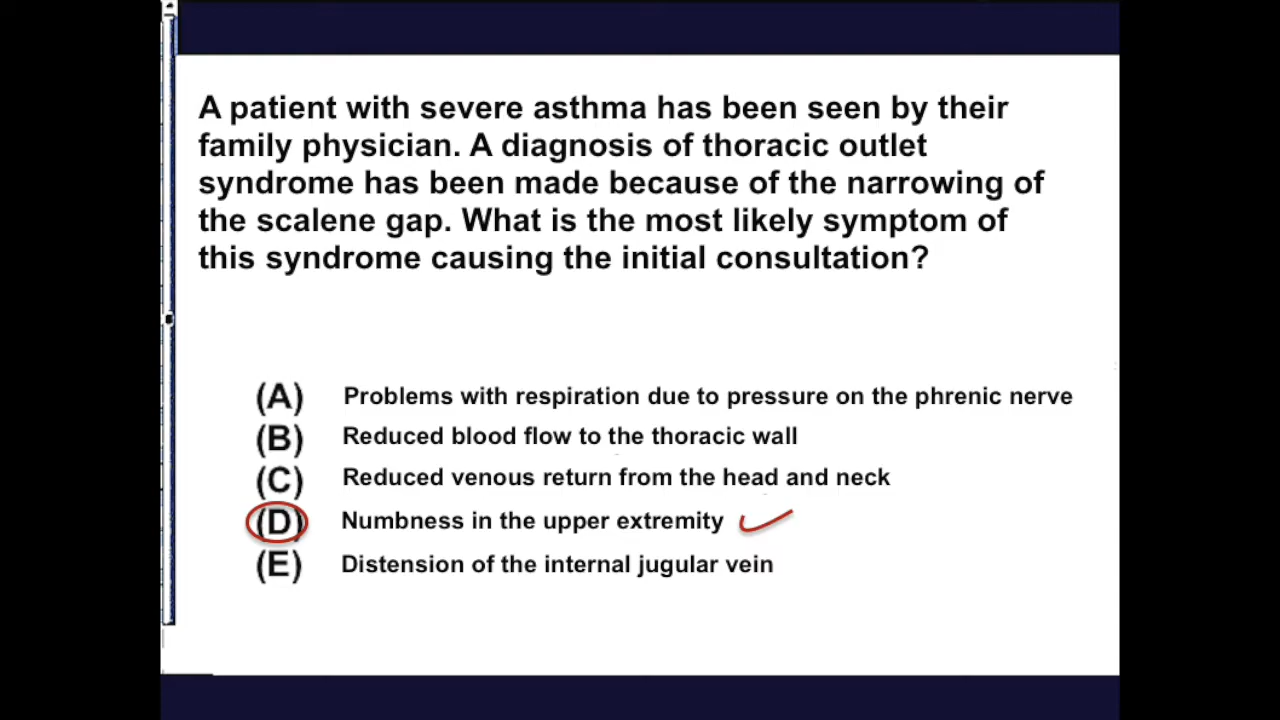 A patient with severe asthma has been seen by their
family physician. A diagnosis of thoracic outlet
syndrome has been made because of the narrowing of
the scalene gap. What is the most likely symptom of
this syndrome causing the initial consultation?
(A) Problems with respiration due to pressure on the phrenic nerve
(B) Reduced blood flow to the thoracic wall
(C) Reduced venous return from the head and neck
(D) Numbness in the upper extremity
(E) Distension of the internal jugular vein